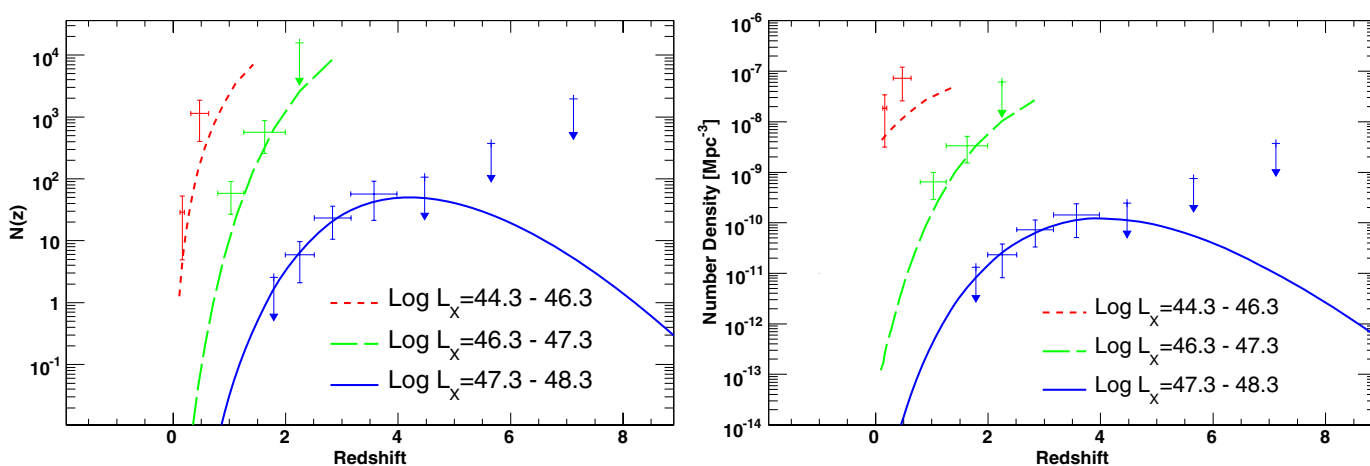 10^4
10^3
10^2
10
1
10^-1
N(z)
0 2 4 6 8
Redshift
Log L_X=44.3 - 46.3
Log L_X=46.3 - 47.3
Log L_X=47.3 - 48.3
10^-6
10^-7
10^-8
10^-9
10^-10
10^-11
10^-12
10^-13
10^-14
Number Density [Mpc^-3]
0 2 4 6 8
Redshift
Log L_X=44.3 - 46.3
Log L_X=46.3 - 47.3
Log L_X=47.3 - 48.3